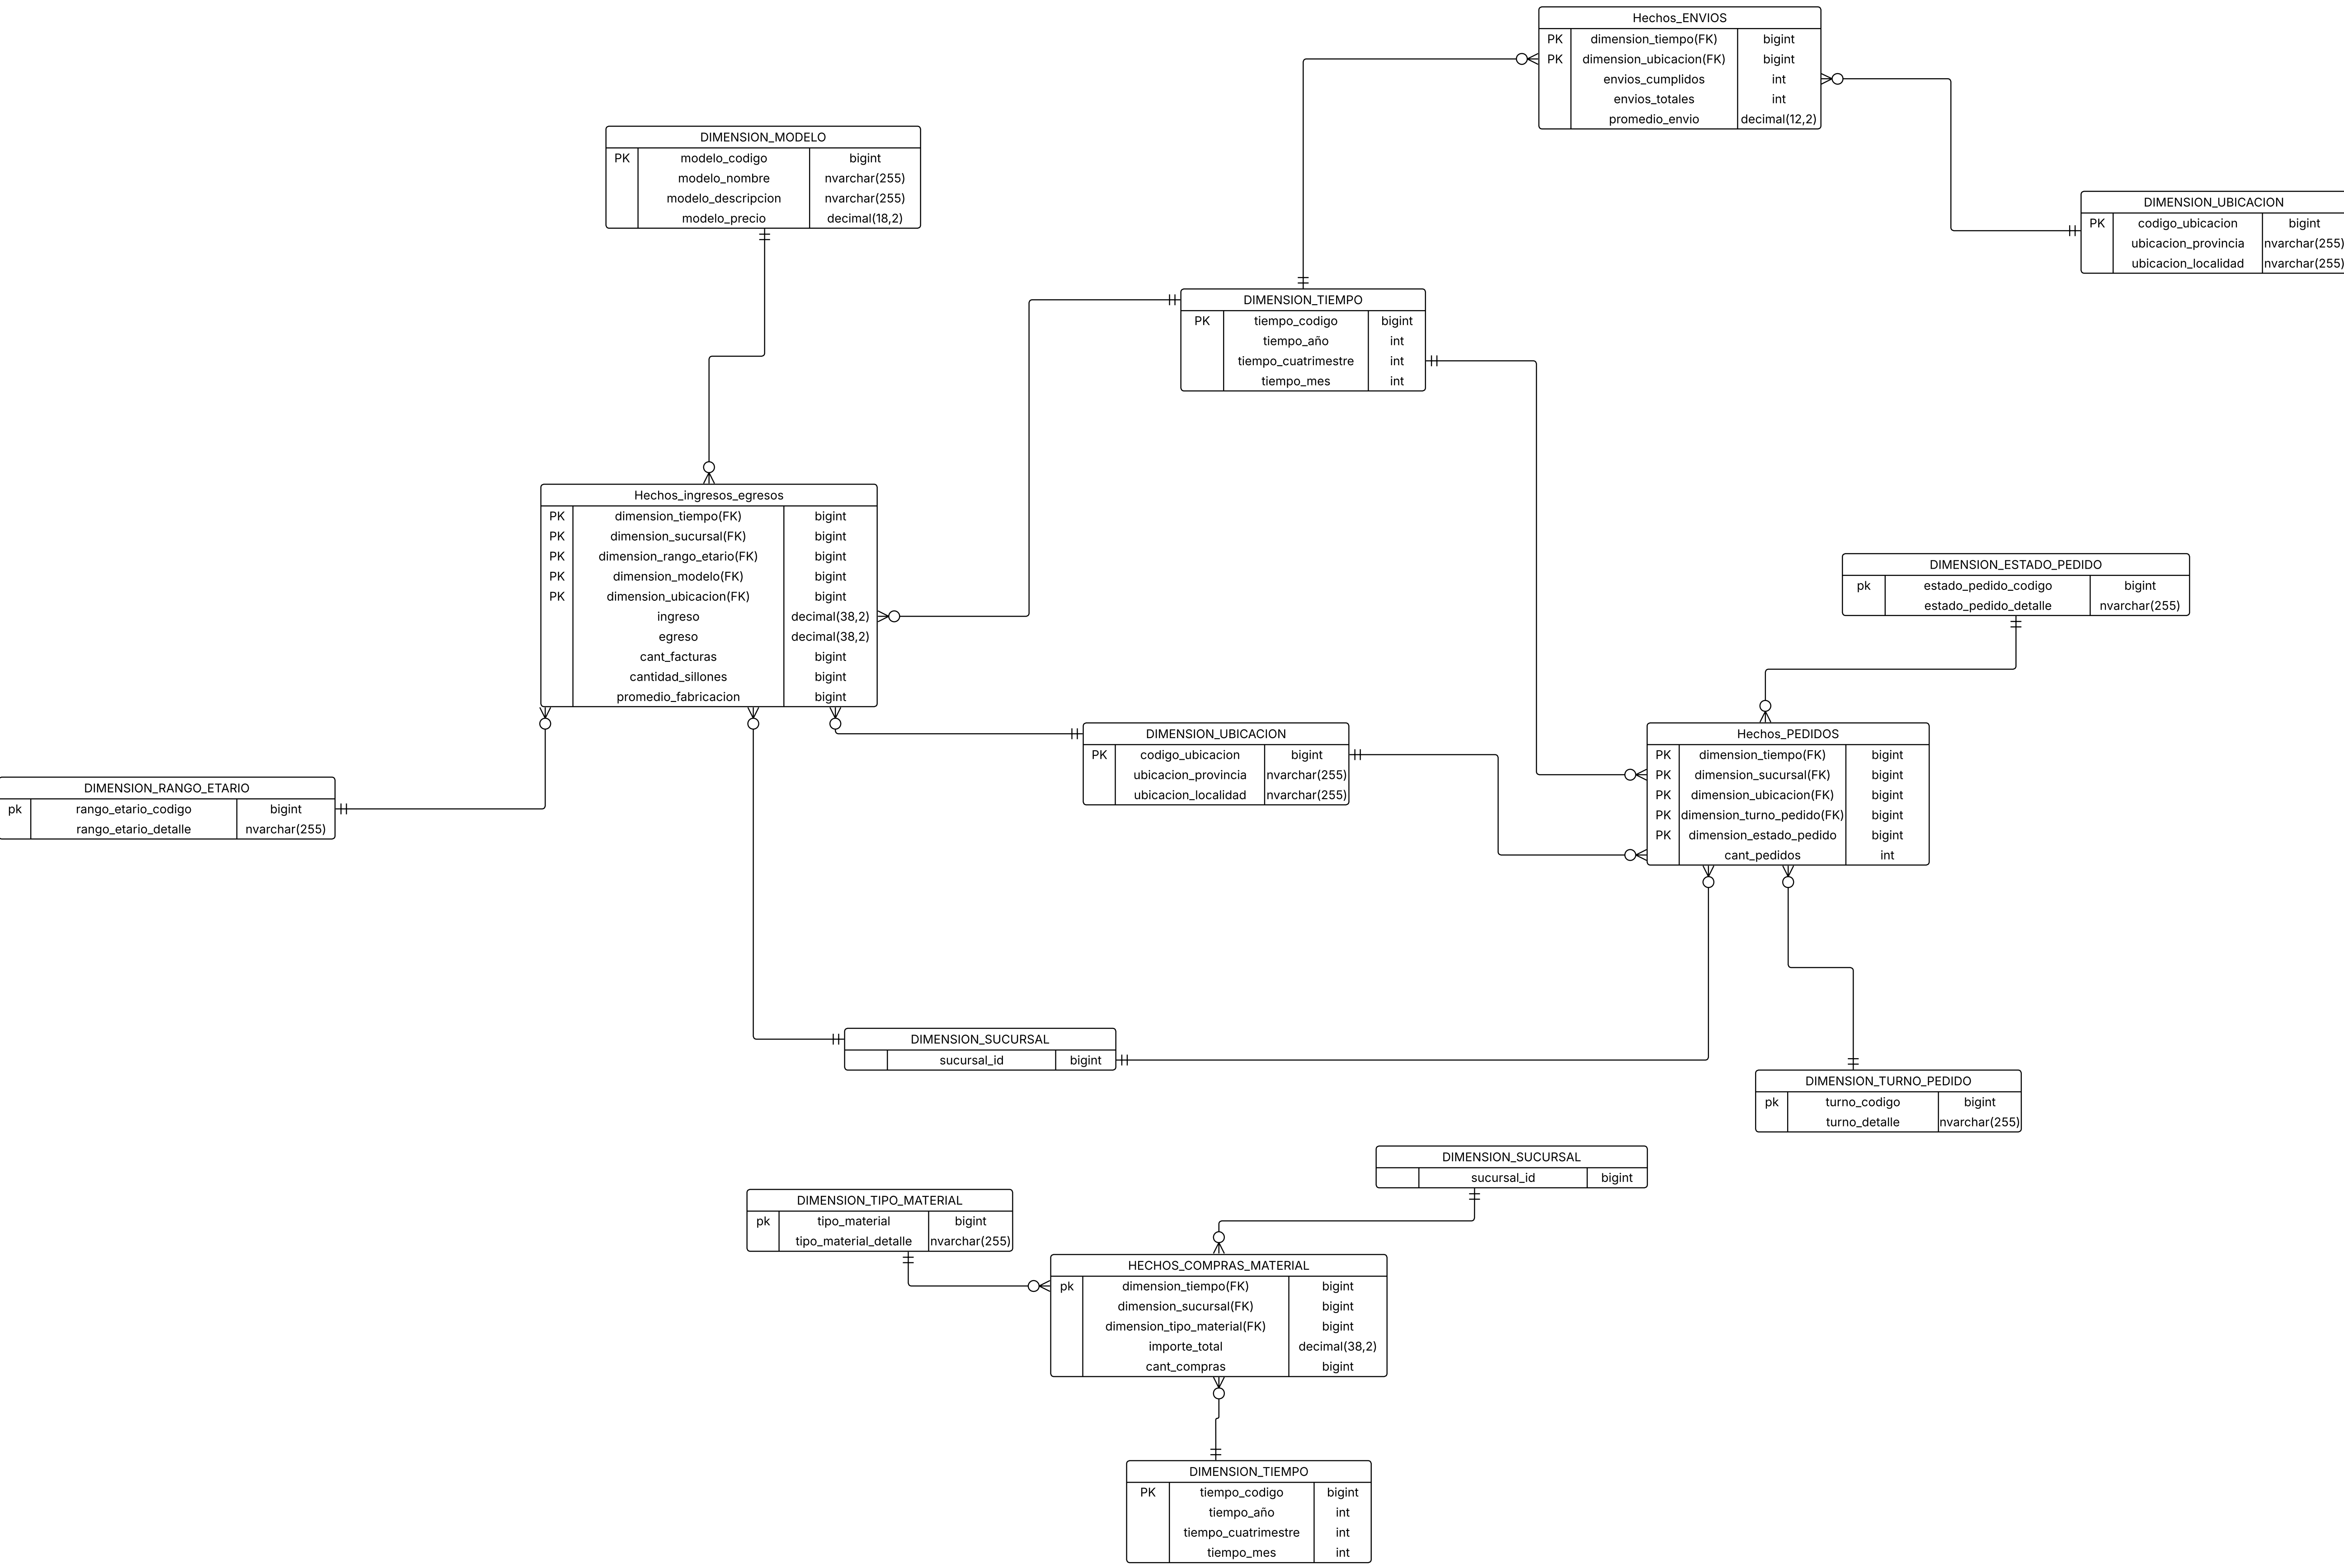 Hechos_ENVIOS
PK dimension_tiempo(FK) bigint
PK dimension_ubicacion(FK) bigint
envios_cumplidos int
envios_totales int
promedio_envio decimal(12,2)
DIMENSION_MODELO
PK modelo_codigo bigint
modelo_nombre nvarchar(255)
modelo_descripcion nvarchar(255)
modelo_precio decimal(18,2)
DIMENSION_UBICACION
PK codigo_ubicacion bigint
ubicacion_provincia nvarchar(255)
ubicacion_localidad nvarchar(255)
DIMENSION_TIEMPO
PK tiempo_codigo bigint
tiempo_año int
tiempo_cuatrimestre int
tiempo_mes int
Hechos_ingresos_egresos
PK dimension_tiempo(FK) bigint
PK dimension_sucursal(FK) bigint
PK dimension_rango_etario(FK) bigint
PK dimension_modelo(FK) bigint
PK dimension_ubicacion(FK) bigint
ingreso decimal(38,2)
egreso decimal(38,2)
cant_facturas bigint
cantidad_sillones bigint
promedio_fabricacion bigint
DIMENSION_ESTADO_PEDIDO
pk estado_pedido_codigo bigint
estado_pedido_detalle nvarchar(255)
DIMENSION_UBICACION
PK codigo_ubicacion bigint
ubicacion_provincia nvarchar(255)
ubicacion_localidad nvarchar(255)
Hechos_PEDIDOS
PK dimension_tiempo(FK) bigint
PK dimension_sucursal(FK) bigint
PK dimension_ubicacion(FK) bigint
PK dimension_turno_pedido(FK) bigint
PK dimension_estado_pedido bigint
cant_pedidos int
DIMENSION_RANGO_ETARIO
pk rango_etario_codigo bigint
rango_etario_detalle nvarchar(255)
DIMENSION_SUCURSAL
sucursal_id bigint
DIMENSION_TURNO_PEDIDO
pk turno_codigo bigint
turno_detalle nvarchar(255)
DIMENSION_SUCURSAL
sucursal_id bigint
DIMENSION_TIPO_MATERIAL
pk tipo_material bigint
tipo_material_detalle nvarchar(255)
HECHOS_COMPRAS_MATERIAL
pk dimension_tiempo(FK) bigint
dimension_sucursal(FK) bigint
dimension_tipo_material(FK) bigint
importe_total decimal(38,2)
cant_compras bigint
DIMENSION_TIEMPO
PK tiempo_codigo bigint
tiempo_año int
tiempo_cuatrimestre int
tiempo_mes int